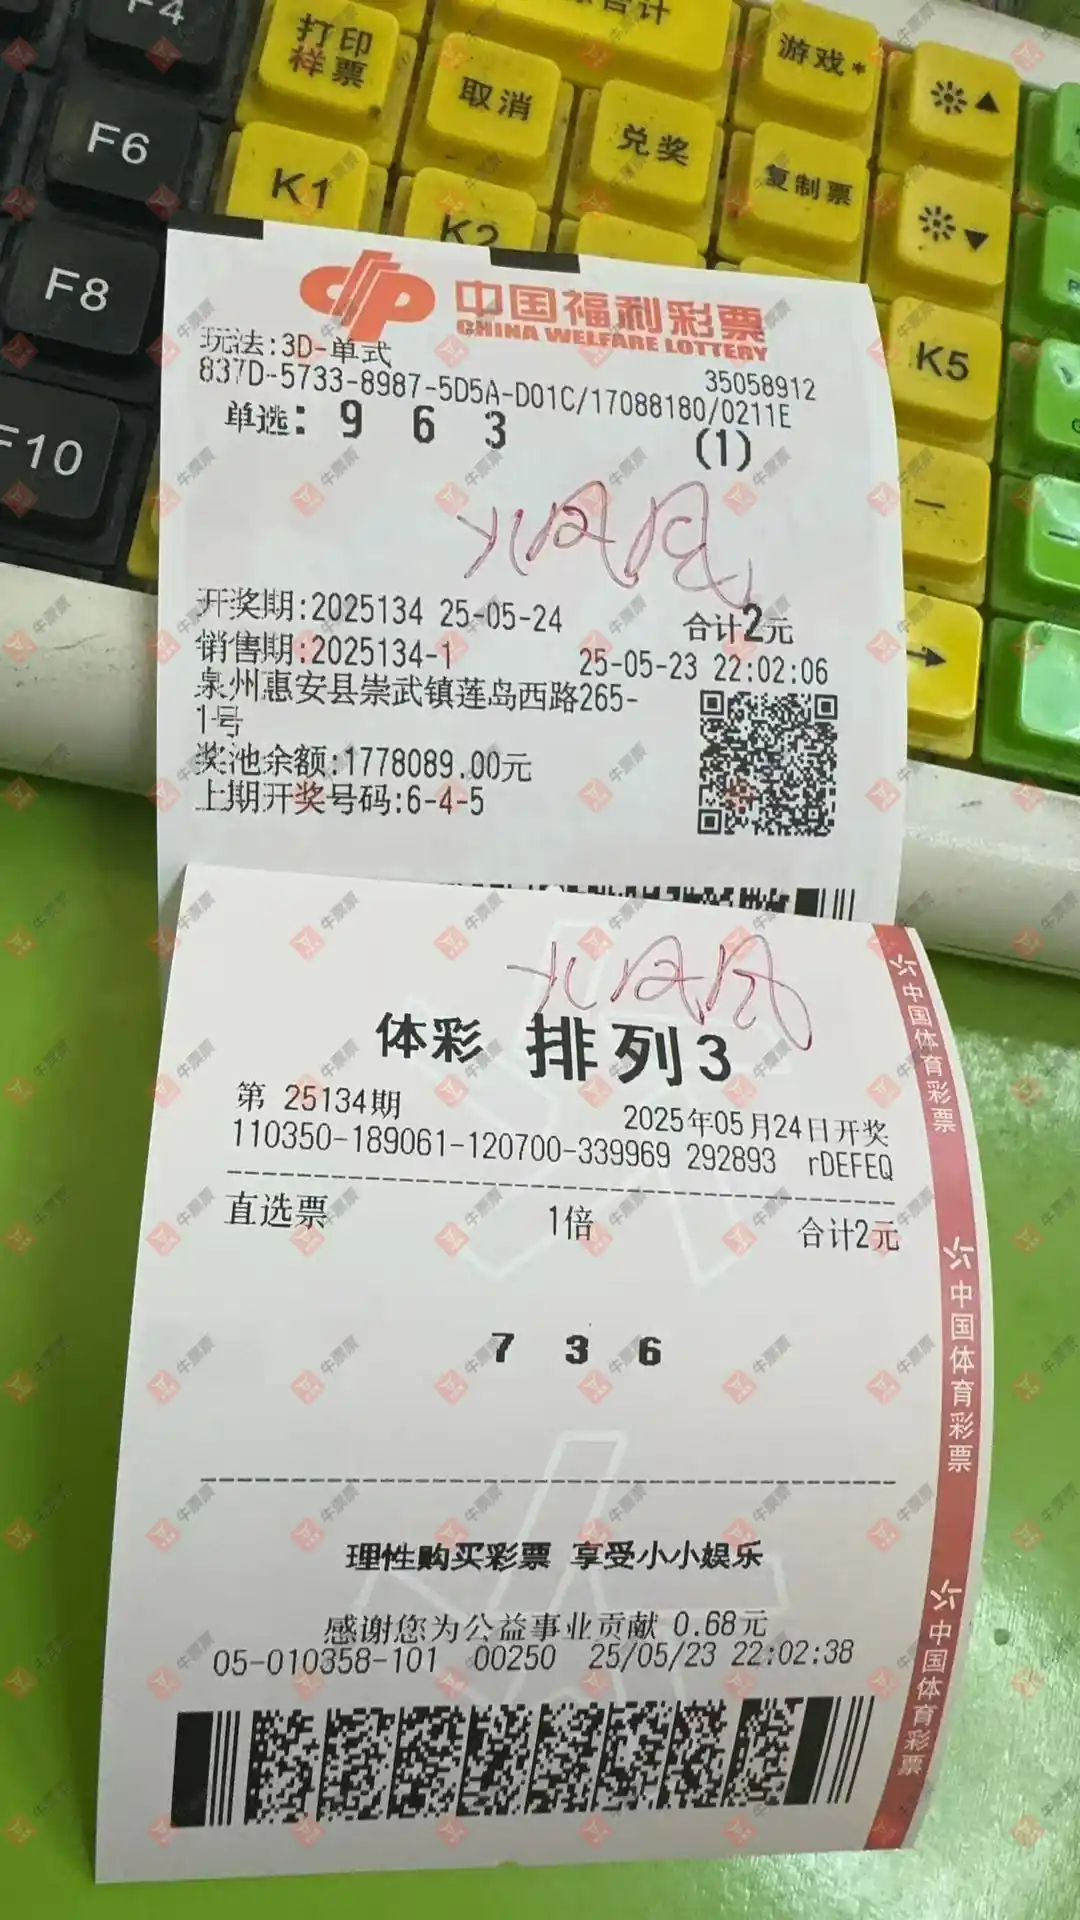 F4
打印
样票
合计
游戏*
F6
取消
兑奖
复制票
K1
K2
F8
K5
F10
中国福利彩票
CHINA WELFARE LOTTERY
玩法:3D-单式
35058912
837D-5733-8987-5D5A-D01C/17088180/0211E
单选: 9 6 3 (1)
开奖期:2025134 25-05-24 合计2元
销售期:2025134-1 25-05-23 22:02:06
泉州惠安县崇武镇莲岛西路265-
1号
奖池余额:1778089.00元
上期开奖号码:6-4-5
体彩 排列3
第 25134期 2025年05月24日开奖
110350-189061-120700-339969 292893 rDEFEQ
直选票 1倍 合计2元
7 3 6
理性购买彩票 享受小小娱乐
感谢您为公益事业贡献 0.68元
05-010358-101 00250 25/05/23 22:02:38
中国体育彩票
中国体育彩票
中国体育彩票
牛票票